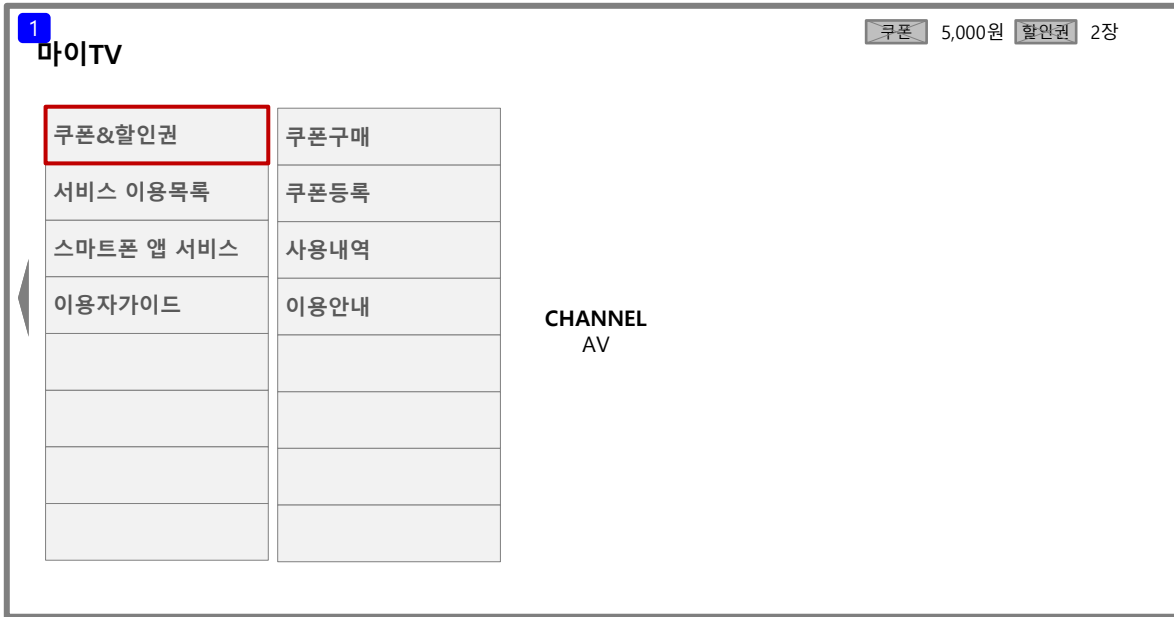 1
마이TV
쿠폰 5,000원 할인권 2장
쿠폰&할인권
서비스 이용목록
스마트폰 앱 서비스
이용자가이드
쿠폰구매
쿠폰등록
사용내역
이용안내
CHANNEL
AV